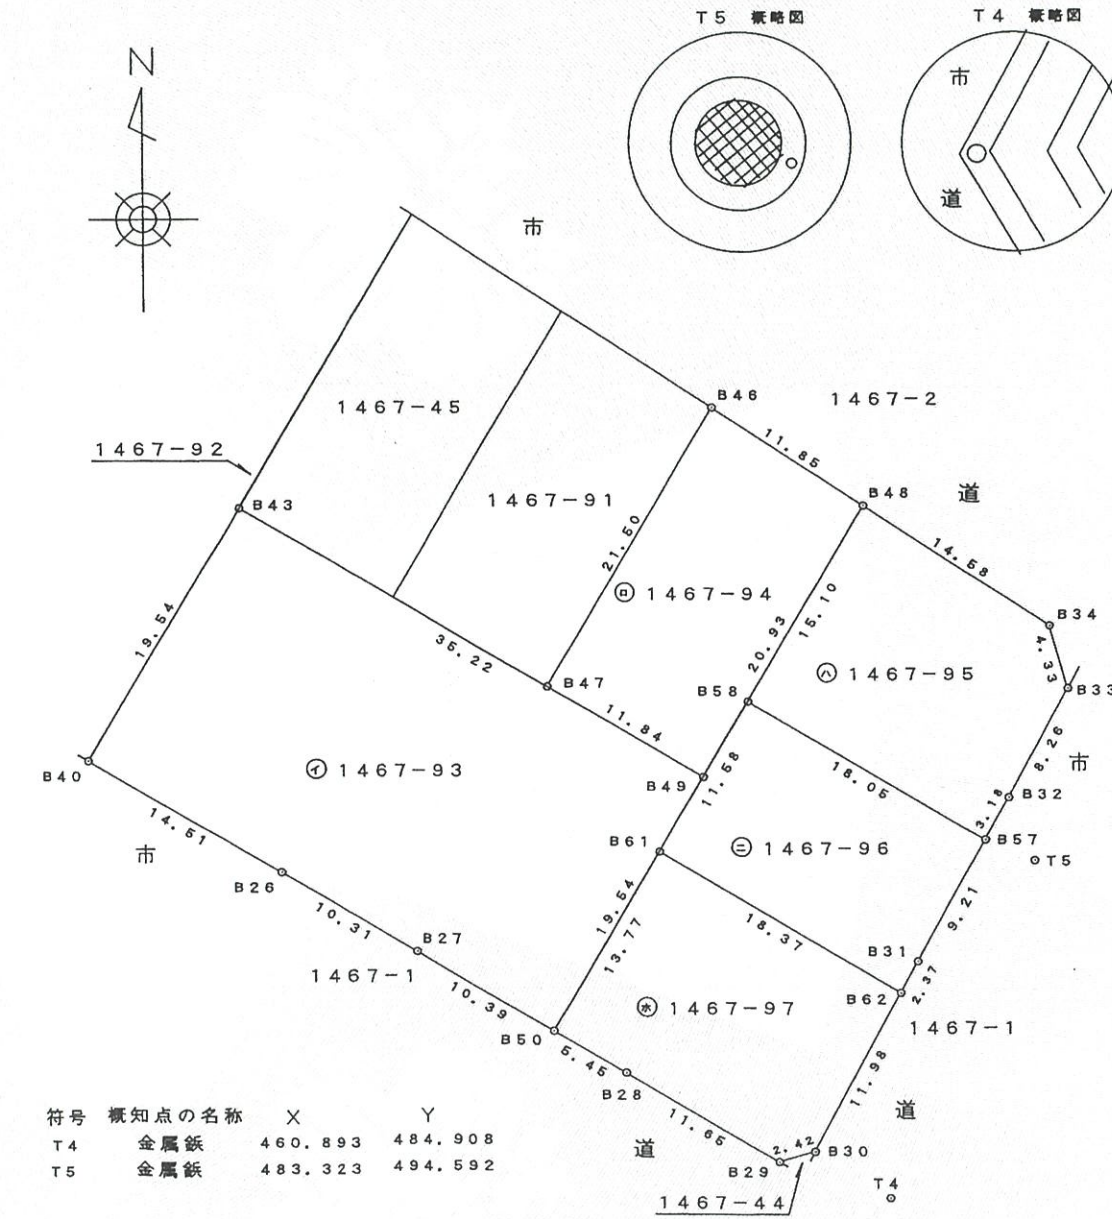 T5 概略図
T4 概略図
N
市
道
市
1467-45
1467-92
1467-91
B46
1467-2
11.85
B48
道
B43
21.50
㋺ 1467-94
14.58
B34
4.33
B33
19.54
35.22
15.10
20.93
㋩ 1467-95
B47
B58
11.84
8.26
市
B40
㋑ 1467-93
B49
11.58
18.05
3.18
B32
B57
T5
14.51
市
B61
㊁ 1467-96
B26
10.31
B27
19.54
13.77
18.37
9.21
B31
2.37
B62
1467-1
10.39
㊌ 1467-97
1467-1
B50
5.45
B28
11.98
道
11.65
道
2.42
B30
B29
T4
1467-44
符号 概知点の名称 X Y
T4 金属鋲 460.893 484.908
T5 金属鋲 483.323 494.592